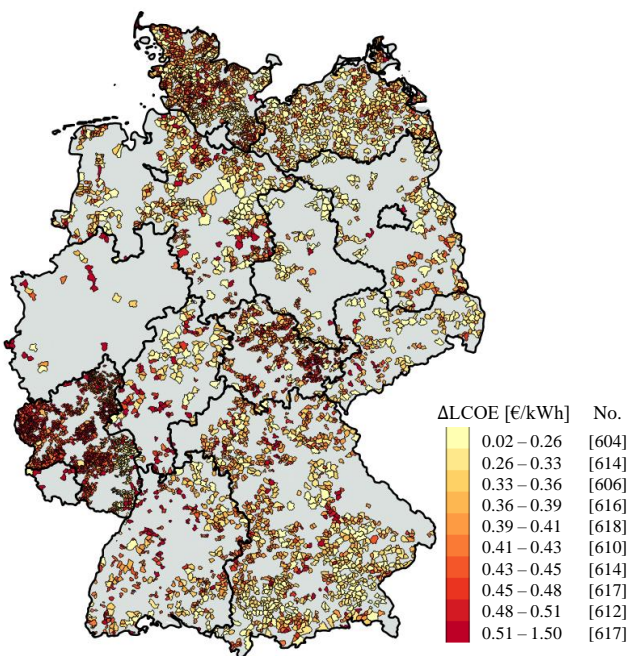 ΔLCOE [€/kWh] No.
0.02 – 0.26 [604]
0.26 – 0.33 [614]
0.33 – 0.36 [606]
0.36 – 0.39 [616]
0.39 – 0.41 [618]
0.41 – 0.43 [610]
0.43 – 0.45 [614]
0.45 – 0.48 [617]
0.48 – 0.51 [612]
0.51 – 1.50 [617]